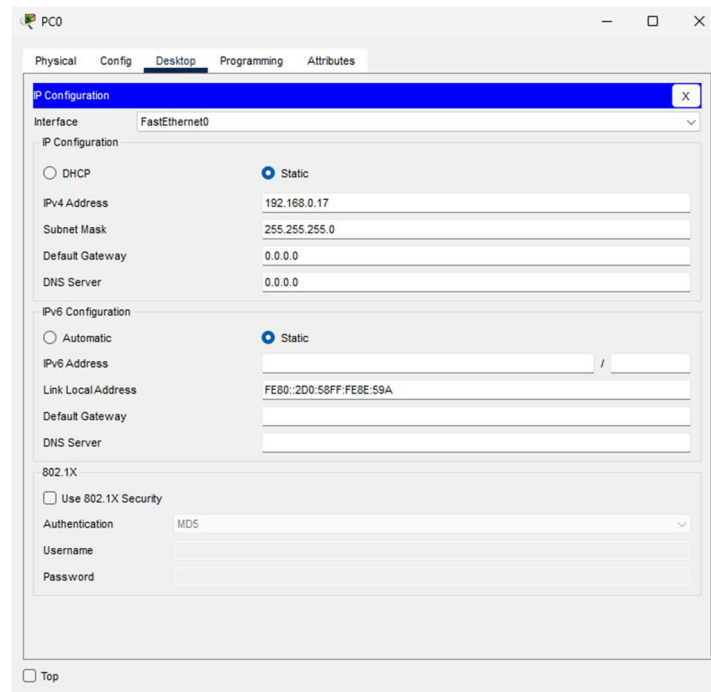 PC0
Physical Config Desktop Programming Attributes
IP Configuration X
Interface FastEthernet0
IP Configuration
DHCP Static
IPv4 Address 192.168.0.17
Subnet Mask 255.255.255.0
Default Gateway 0.0.0.0
DNS Server 0.0.0.0
IPv6 Configuration
Automatic Static
IPv6 Address /
Link Local Address FE80::2D0:58FF:FE8E:59A
Default Gateway
DNS Server
802.1X
Use 802.1X Security
Authentication MD5
Username
Password
Top